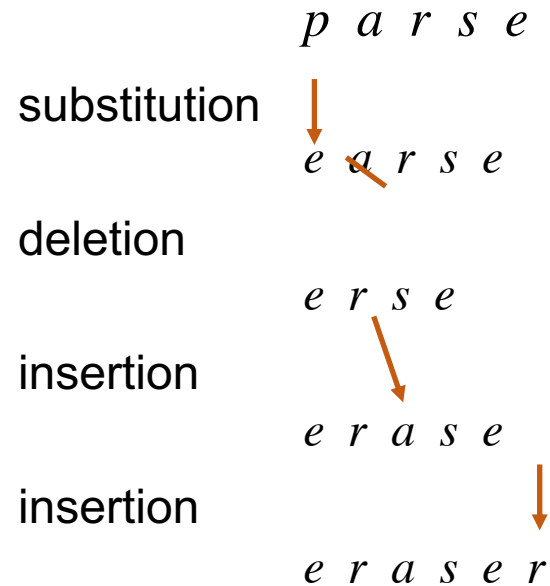 p a r s e
substitution
e a r s e
deletion
e r s e
insertion
e r a s e
insertion
e r a s e r